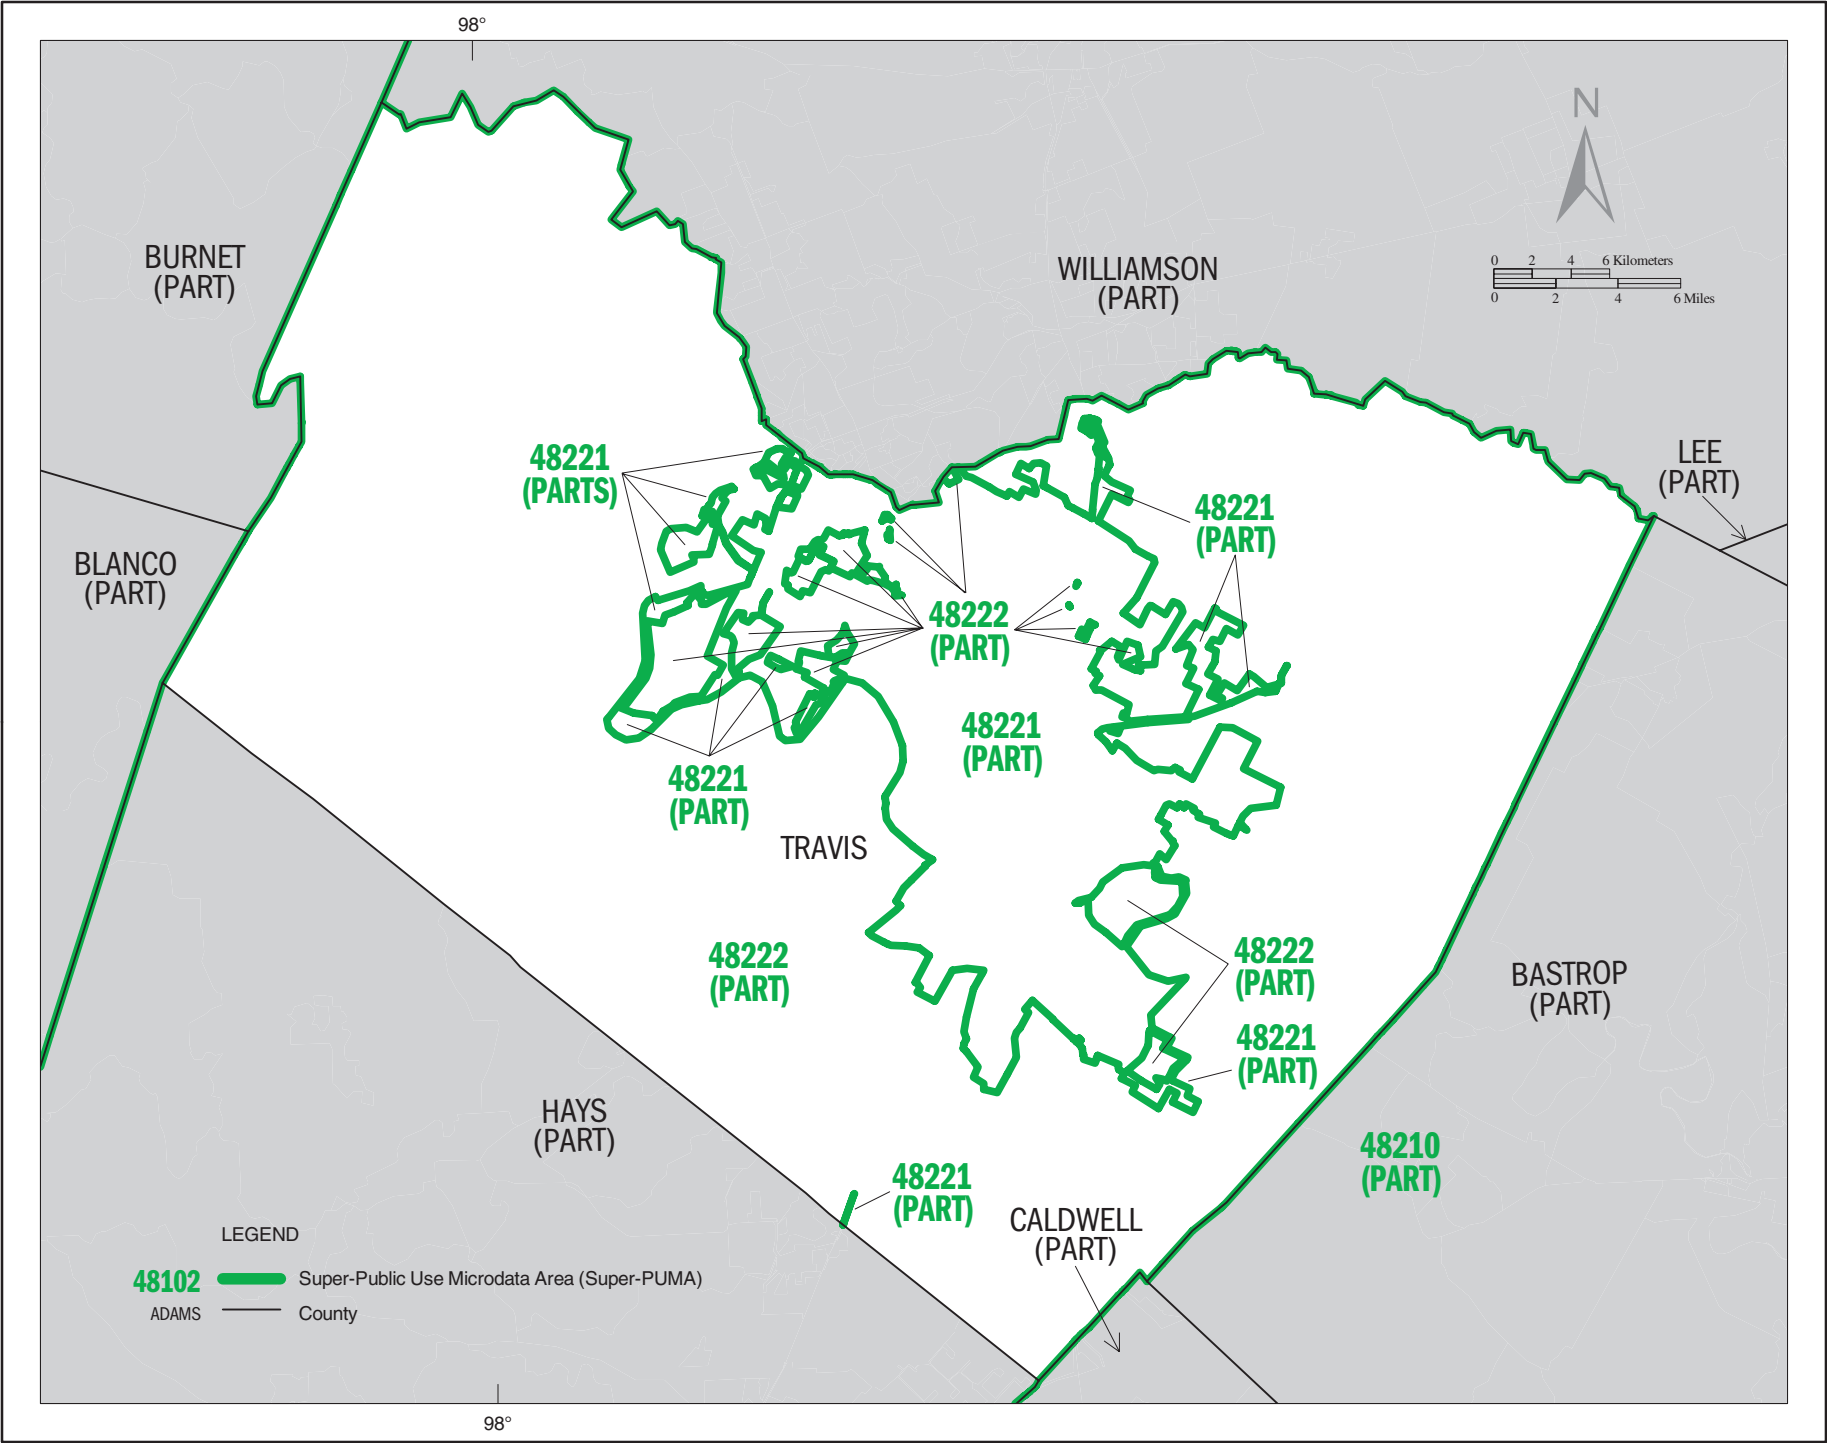 98°
N
BURNET
(PART)
WILLIAMSON
(PART)
0 2 4 6 Kilometers
0 2 4 6 Miles
48221
(PARTS)
LEE
(PART)
48221
(PART)
BLANCO
(PART)
48222
(PART)
48221
(PART)
48221
(PART)
TRAVIS
48222
(PART)
48222
(PART)
BASTROP
(PART)
48221
(PART)
HAYS
(PART)
48210
(PART)
48221
(PART)
CALDWELL
(PART)
LEGEND
48102 Super-Public Use Microdata Area (Super-PUMA)
ADAMS County
98°